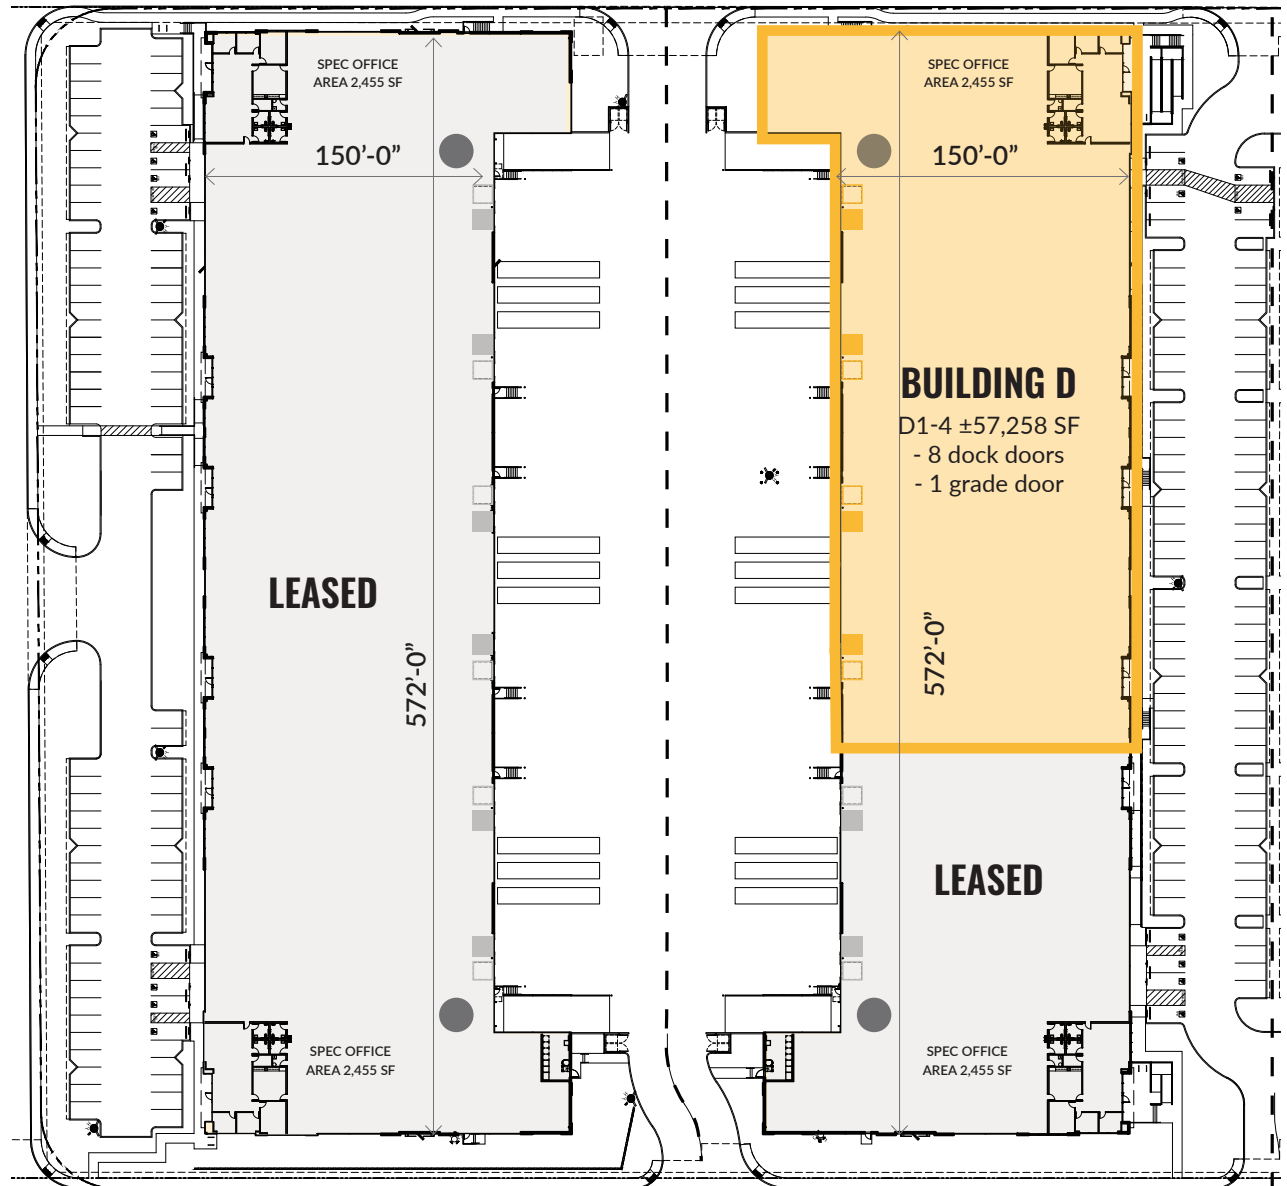 SPEC OFFICE
AREA 2,455 SF
150’-0”
LEASED
572’-0”
SPEC OFFICE
AREA 2,455 SF
SPEC OFFICE
AREA 2,455 SF
150’-0”
BUILDING D
D1-4 ±57,258 SF
- 8 dock doors
- 1 grade door
572’-0”
LEASED
SPEC OFFICE
AREA 2,455 SF